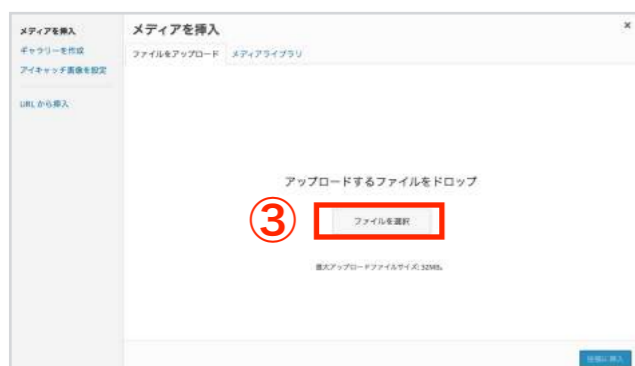 メディアを挿入
ギャラリーを作成
アイキャッチ画像を設定
URL から挿入
メディアを挿入
×
ファイルをアップロード メディアライブラリ
アップロードするファイルをドロップ
③
ファイルを選択
最大アップロードファイルサイズ: 32MB。
投稿に挿入